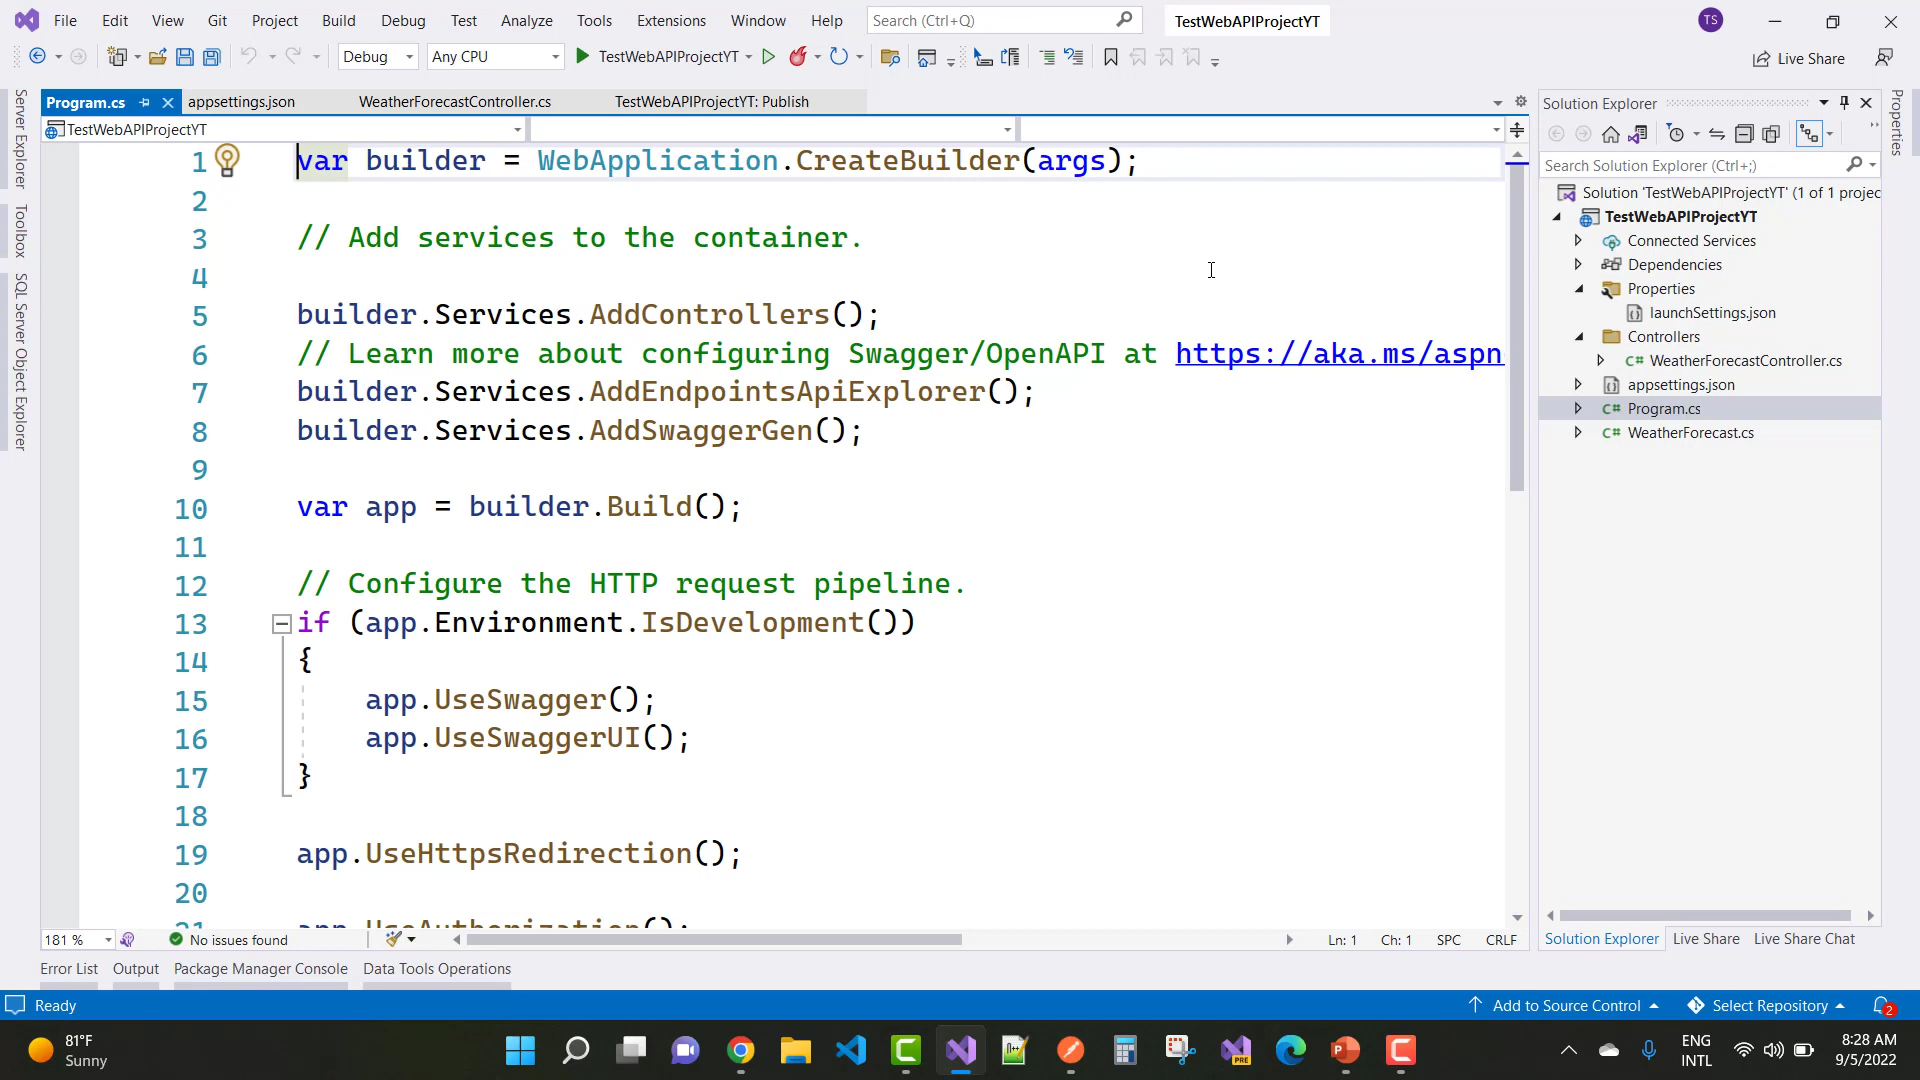 File Edit View Git Project Build Debug Test Analyze Tools Extensions Window Help Search (Ctrl+Q) TestWebAPIProjectYT TS
Debug Any CPU TestWebAPIProjectYT Live Share
Program.cs appsettings.json WeatherForecastController.cs TestWebAPIProjectYT: Publish
TestWebAPIProjectYT
Server Explorer
Toolbox
SQL Server Object Explorer
1 var builder = WebApplication.CreateBuilder(args);
2
3 // Add services to the container.
4
5 builder.Services.AddControllers();
6 // Learn more about configuring Swagger/OpenAPI at https://aka.ms/aspn
7 builder.Services.AddEndpointsApiExplorer();
8 builder.Services.AddSwaggerGen();
9
10 var app = builder.Build();
11
12 // Configure the HTTP request pipeline.
13 if (app.Environment.IsDevelopment())
14 {
15 app.UseSwagger();
16 app.UseSwaggerUI();
17 }
18
19 app.UseHttpsRedirection();
20
21 app.UseAuthorization();
181 % No issues found Ln: 1 Ch: 1 SPC CRLF
Solution Explorer
Search Solution Explorer (Ctrl+;)
Solution 'TestWebAPIProjectYT' (1 of 1 projec
TestWebAPIProjectYT
Connected Services
Dependencies
Properties
launchSettings.json
Controllers
C# WeatherForecastController.cs
appsettings.json
C# Program.cs
C# WeatherForecast.cs
Solution Explorer Live Share Live Share Chat
Properties
Error List Output Package Manager Console Data Tools Operations
Ready Add to Source Control Select Repository 2
81°F
Sunny
PRE
ENG
INTL
8:28 AM
9/5/2022